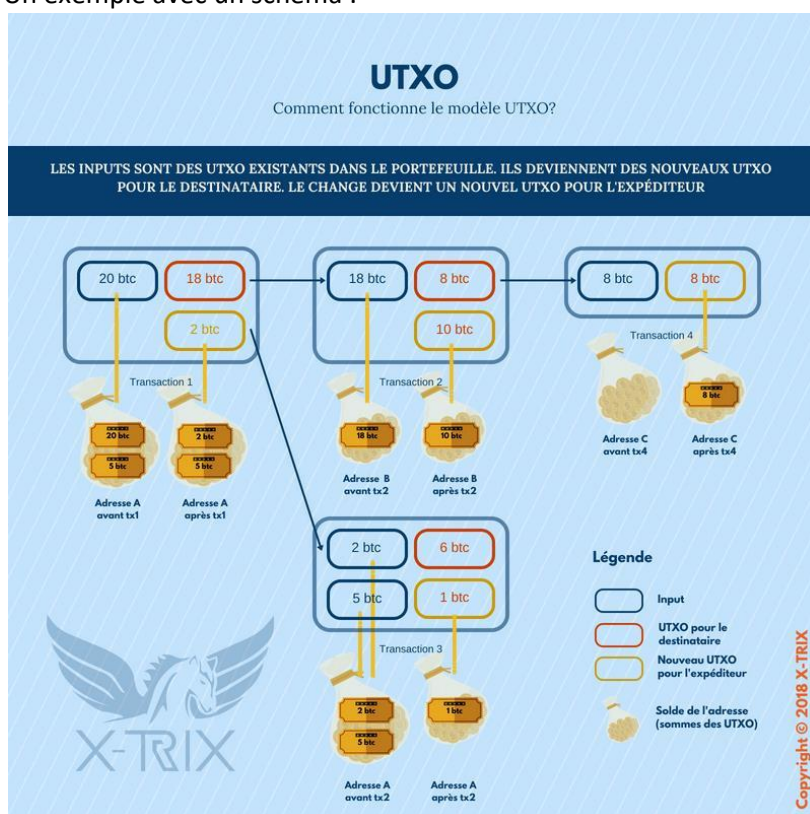 Un exemple avec un schéma :
UTXO
Comment fonctionne le modèle UTXO?
LES INPUTS SONT DES UTXO EXISTANTS DANS LE PORTEFEUILLE. ILS DEVIENNENT DES NOUVEAUX UTXO
POUR LE DESTINATAIRE. LE CHANGE DEVIENT UN NOUVEL UTXO POUR L'EXPÉDITEUR
20 btc
18 btc
2 btc
Transaction 1
20 btc
5 btc
2 btc
5 btc
Adresse A
avant tx1
Adresse A
après tx1
18 btc
8 btc
10 btc
Transaction 2
18 btc
10 btc
Adresse B
avant tx2
Adresse B
après tx2
8 btc
8 btc
Transaction 4
8 btc
Adresse C
avant tx4
Adresse C
après tx4
2 btc
6 btc
5 btc
1 btc
Transaction 3
2 btc
5 btc
1 btc
Adresse A
avant tx2
Adresse A
après tx2
Légende
Input
UTXO pour le
destinataire
Nouveau UTXO
pour l'expéditeur
Solde de l'adresse
(sommes des UTXO)
X-TRIX
Copyright © 2018 X-TRIX